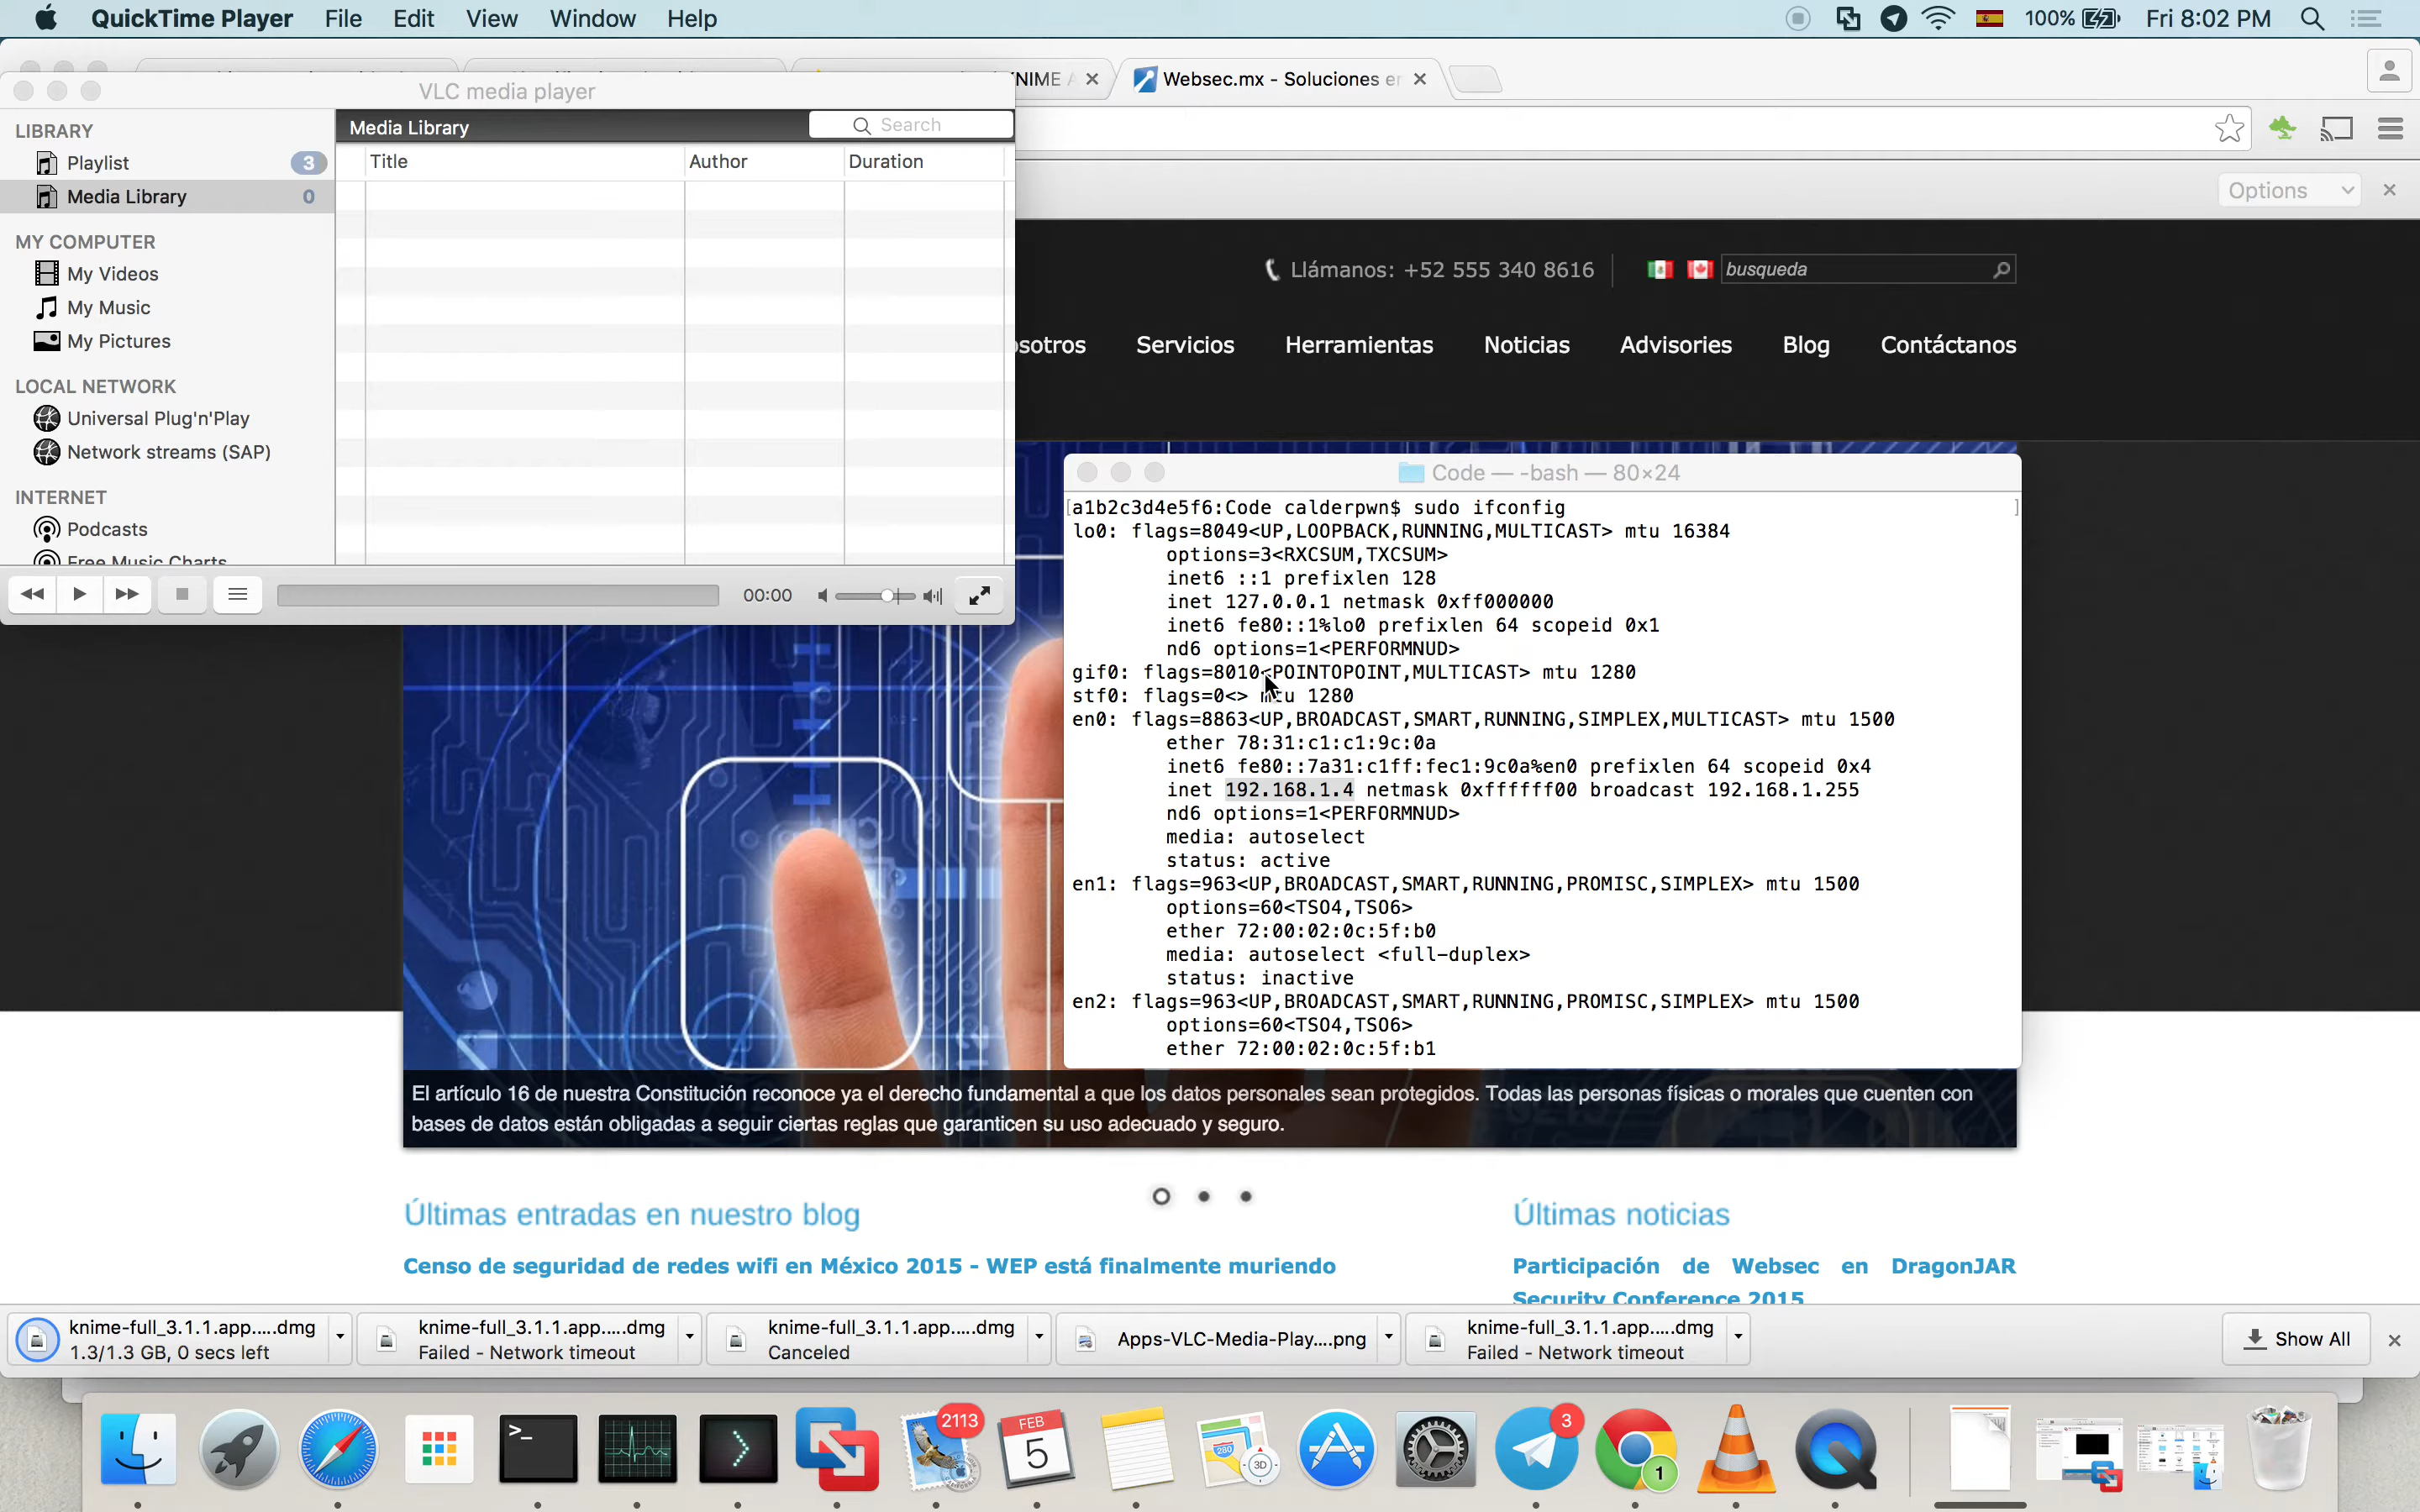 QuickTime Player File Edit View Window Help
100% Fri 8:02 PM
VLC media player
NIME
Websec.mx - Soluciones en
LIBRARY
Playlist 3
Media Library 0
MY COMPUTER
My Videos
My Music
My Pictures
LOCAL NETWORK
Universal Plug'n'Play
Network streams (SAP)
INTERNET
Podcasts
Free Music Charts
Media Library
Search
Title Author Duration
00:00
Options
Llámanos: +52 555 340 8616
busqueda
osotros Servicios Herramientas Noticias Advisories Blog Contáctanos
Code — -bash — 80×24
[a1b2c3d4e5f6:Code calderpwn$ sudo ifconfig ]
lo0: flags=8049<UP,LOOPBACK,RUNNING,MULTICAST> mtu 16384
options=3<RXCSUM,TXCSUM>
inet6 ::1 prefixlen 128
inet 127.0.0.1 netmask 0xff000000
inet6 fe80::1%lo0 prefixlen 64 scopeid 0x1
nd6 options=1<PERFORMNUD>
gif0: flags=8010<POINTOPOINT,MULTICAST> mtu 1280
stf0: flags=0<> mtu 1280
en0: flags=8863<UP,BROADCAST,SMART,RUNNING,SIMPLEX,MULTICAST> mtu 1500
ether 78:31:c1:c1:9c:0a
inet6 fe80::7a31:c1ff:fec1:9c0a%en0 prefixlen 64 scopeid 0x4
inet 192.168.1.4 netmask 0xffffff00 broadcast 192.168.1.255
nd6 options=1<PERFORMNUD>
media: autoselect
status: active
en1: flags=963<UP,BROADCAST,SMART,RUNNING,PROMISC,SIMPLEX> mtu 1500
options=60<TSO4,TSO6>
ether 72:00:02:0c:5f:b0
media: autoselect <full-duplex>
status: inactive
en2: flags=963<UP,BROADCAST,SMART,RUNNING,PROMISC,SIMPLEX> mtu 1500
options=60<TSO4,TSO6>
ether 72:00:02:0c:5f:b1
El artículo 16 de nuestra Constitución reconoce ya el derecho fundamental a que los datos personales sean protegidos. Todas las personas físicas o morales que cuenten con
bases de datos están obligadas a seguir ciertas reglas que garanticen su uso adecuado y seguro.
Últimas entradas en nuestro blog
Censo de seguridad de redes wifi en México 2015 - WEP está finalmente muriendo
Últimas noticias
Participación de Websec en DragonJAR
Security Conference 2015
knime-full_3.1.1.app.....dmg
1.3/1.3 GB, 0 secs left
knime-full_3.1.1.app.....dmg
Failed - Network timeout
knime-full_3.1.1.app.....dmg
Canceled
Apps-VLC-Media-Play....png
knime-full_3.1.1.app.....dmg
Failed - Network timeout
Show All
>_
2113
FEB
5
280
3D
3
1